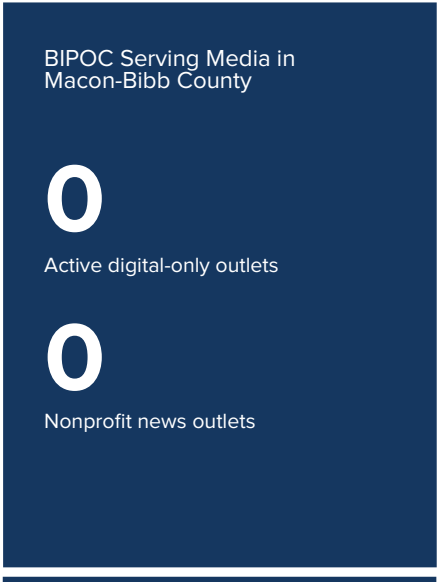 BIPOC Serving Media in
Macon-Bibb County
0
Active digital-only outlets
0
Nonprofit news outlets